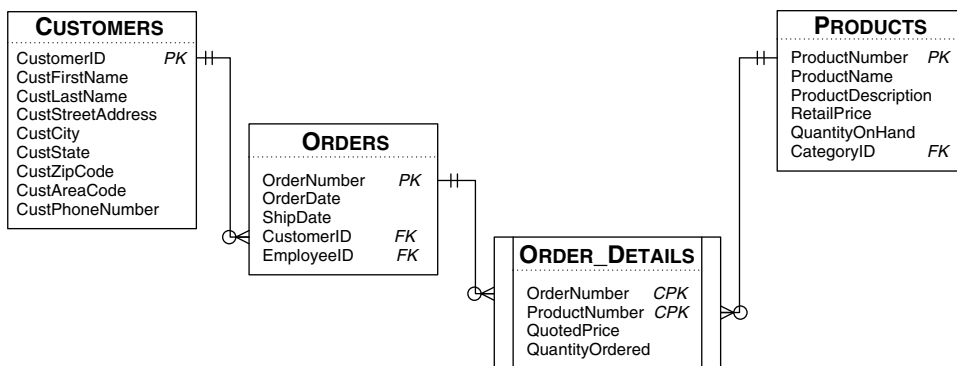 CUSTOMERS
CustomerID PK
CustFirstName
CustLastName
CustStreetAddress
CustCity
CustState
CustZipCode
CustAreaCode
CustPhoneNumber
ORDERS
OrderNumber PK
OrderDate
ShipDate
CustomerID FK
EmployeeID FK
ORDER_DETAILS
OrderNumber CPK
ProductNumber CPK
QuotedPrice
QuantityOrdered
PRODUCTS
ProductNumber PK
ProductName
ProductDescription
RetailPrice
QuantityOnHand
CategoryID FK